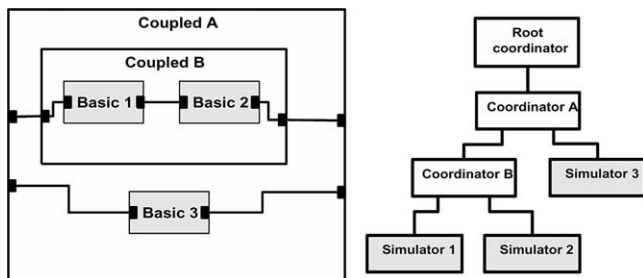 Coupled A
Coupled B
Basic 1
Basic 2
Basic 3
Root
coordinator
Coordinator A
Coordinator B
Simulator 3
Simulator 1
Simulator 2